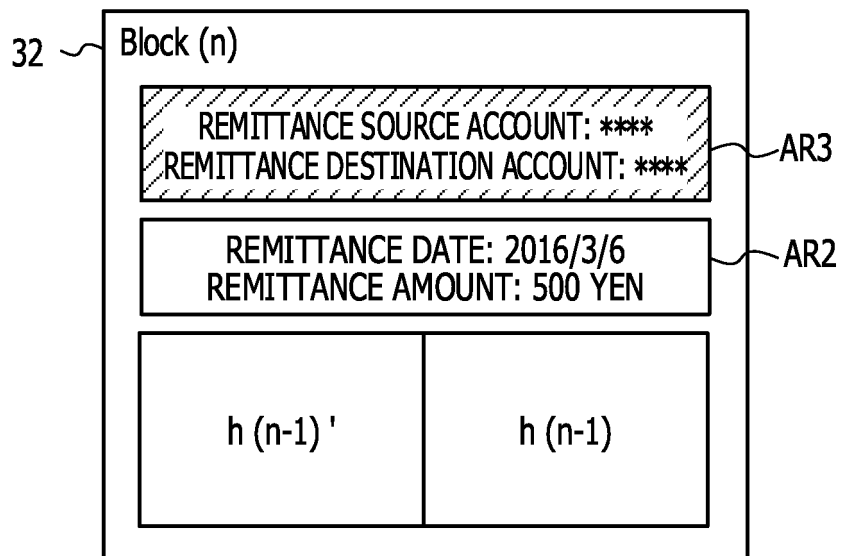 32
Block (n)
REMITTANCE SOURCE ACCOUNT: ****
REMITTANCE DESTINATION ACCOUNT: ****
AR3
REMITTANCE DATE: 2016/3/6
REMITTANCE AMOUNT: 500 YEN
AR2
h (n-1) '
h (n-1)